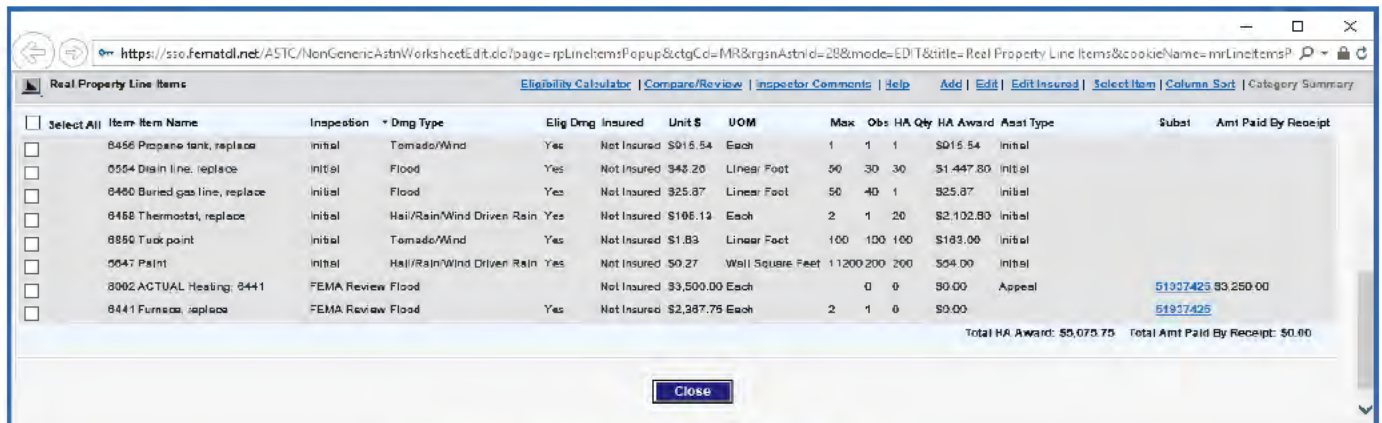 https://sso.fematdl.net/ASTC/NonGenericAstnWorksheetEdit.do?page=rpLineItemsPopup&ctgCd=MR&rgsnAstnId=28&mode=EDIT&title=Real Property Line Items&cookieName=mrLineItemsP
Real Property Line Items Eligibility Calculator | Compare/Review | Inspector Comments | Help Add | Edit | Edit Insured | Select Item | Column Sort | Category Summary
Select All Item Item Name Inspection Dmg Type Elig Dmg Insured Unit $ UOM Max Obs HA Qty HA Award Asst Type Subst Amt Paid By Receipt
6456 Propane tank, replace Initial Tornado/Wind Yes Not Insured $915.54 Each 1 1 1 $915.54 Initial
6554 Drain line, replace Initial Flood Yes Not Insured $48.26 Linear Foot 50 30 30 $1,447.80 Initial
6460 Buried gas line, replace Initial Flood Yes Not Insured $25.87 Linear Foot 50 40 1 $25.87 Initial
6458 Thermostat, replace Initial Hail/Rain/Wind Driven Rain Yes Not Insured Each 2 1 20 $2,102.80 Initial
Tuck point Initial Tornado/Wind Yes Not Insured $1.83 Linear Foot 100 100 100 $183.00 Initial
Paint Initial Hail/Rain/Wind Driven Rain Yes Not Insured $0.27 Wall Square Feet 11200 200 200 $54.00 Initial
8002 ACTUAL Heating; 6441 FEMA Review Flood Not Insured $3,500.00 Each 0 0 $0.00 Appeal 51937425 $3,250.00
6441 Furnace, replace FEMA Review Flood Yes Not Insured $2,367.75 Each 2 1 0 $0.00 51937425
Total HA Award: $5,075.75 Total Amt Paid By Receipt: $0.00
Close